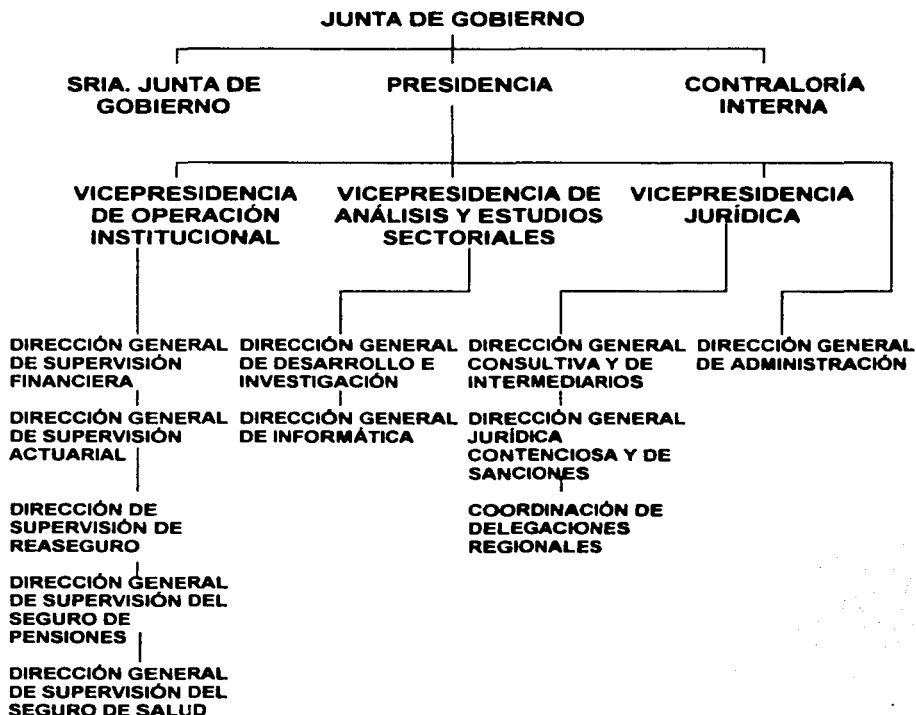 JUNTA DE GOBIERNO
SRIA. JUNTA DE
GOBIERNO
PRESIDENCIA
CONTRALORÍA
INTERNA
VICEPRESIDENCIA
DE OPERACIÓN
INSTITUCIONAL
VICEPRESIDENCIA DE
ANÁLISIS Y ESTUDIOS
SECTORIALES
VICEPRESIDENCIA
JURÍDICA
DIRECCIÓN GENERAL
DE SUPERVISIÓN
FINANCIERA
DIRECCIÓN GENERAL
DE SUPERVISIÓN
ACTUARIAL
DIRECCIÓN DE
SUPERVISIÓN DE
REASEGURO
DIRECCIÓN GENERAL
DE SUPERVISIÓN DEL
SEGURO DE
PENSIONES
DIRECCIÓN GENERAL
DE SUPERVISIÓN DEL
SEGURO DE SALUD
DIRECCIÓN GENERAL
DE DESARROLLO E
INVESTIGACIÓN
DIRECCIÓN GENERAL
DE INFORMÁTICA
DIRECCIÓN GENERAL
CONSULTIVA Y DE
INTERMEDIARIOS
DIRECCIÓN GENERAL
JURÍDICA
CONTENCIOSA Y DE
SANCIONES
COORDINACIÓN DE
DELEGACIONES
REGIONALES
DIRECCIÓN GENERAL
DE ADMINISTRACIÓN